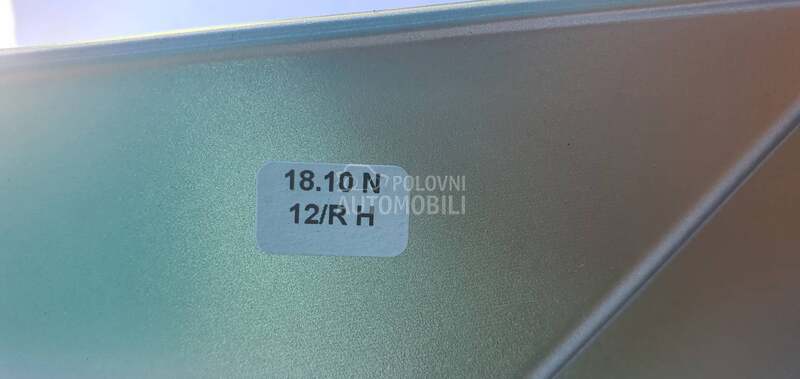 18.10 N
12/R H
POLOVNI
AUTOMOBILI